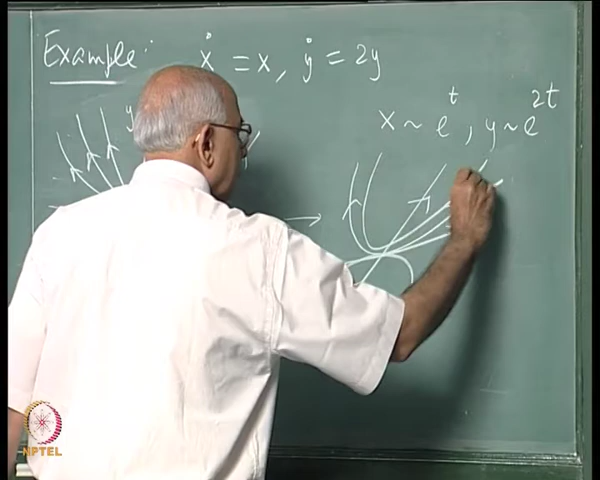 Example: ẋ = x, ẏ = 2y
x ~ e^t, y ~ e^{2t}
y
NPTEL